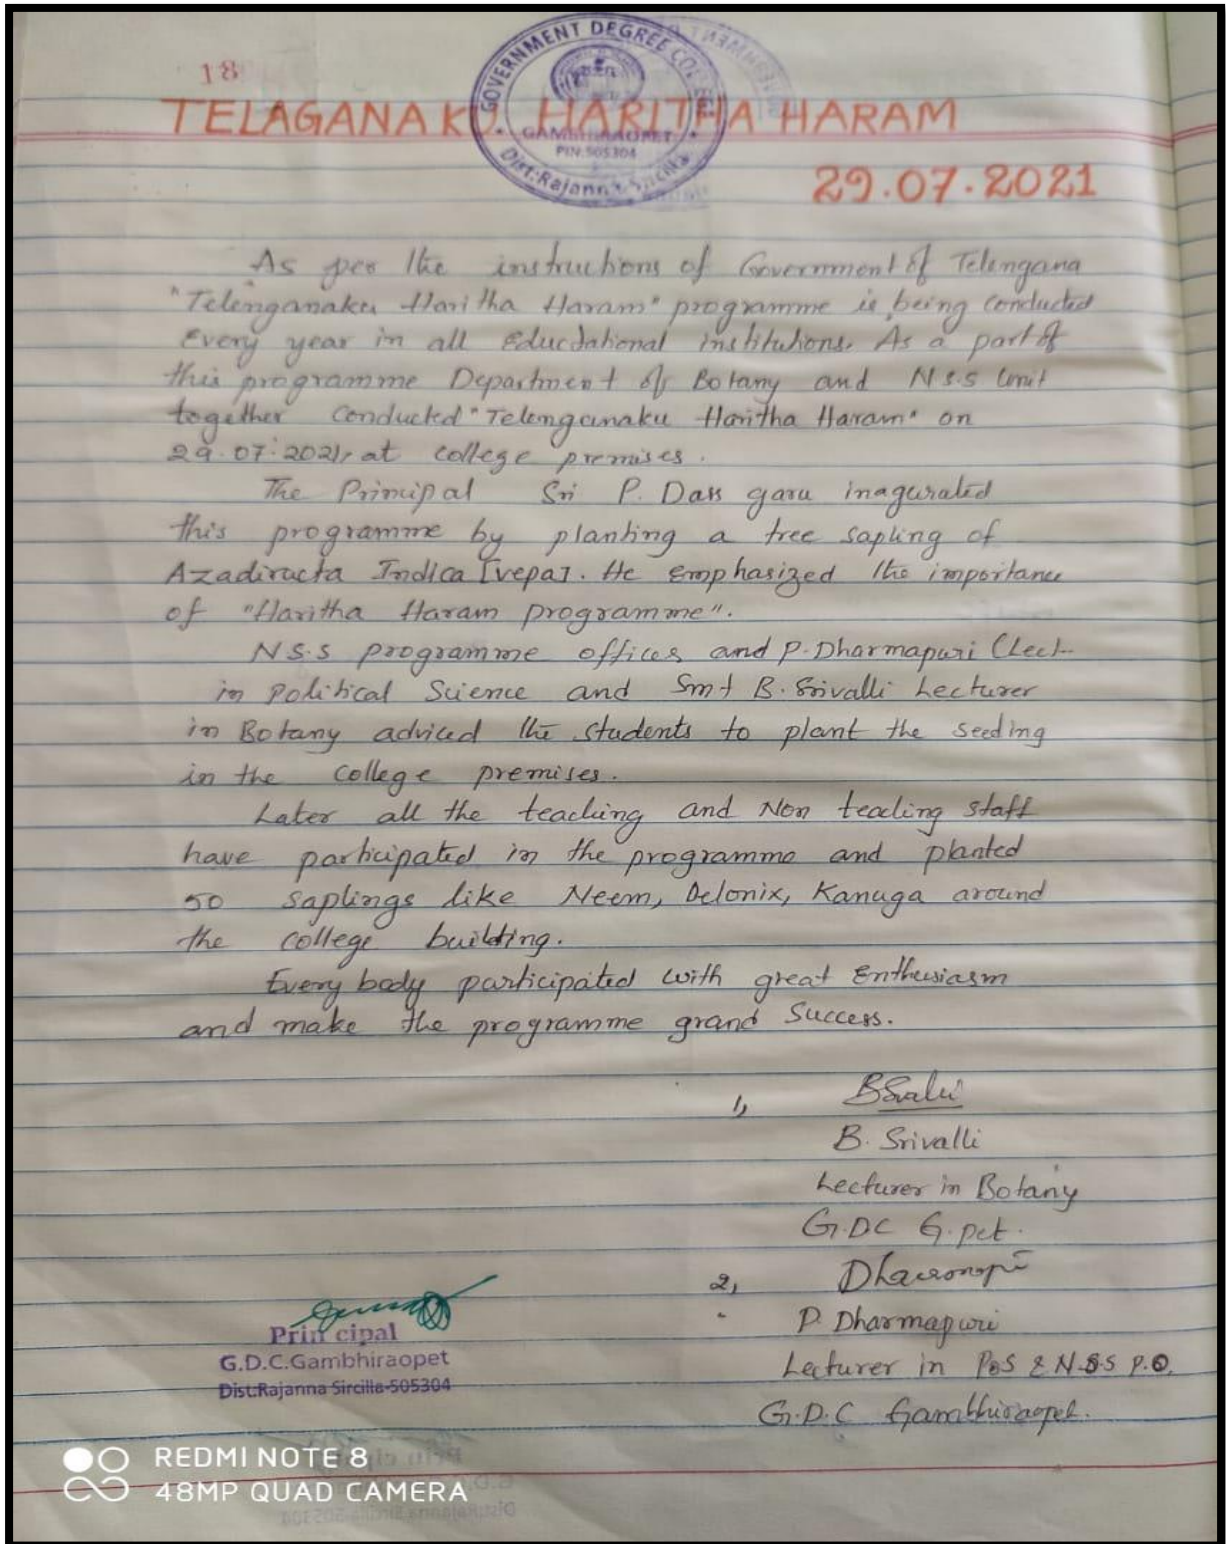 18
GOVERNMENT DEGREE COLLEGE
GAMBHIRAOPET
PIN.505304
Dist:Rajanna Sircilla
TELAGANA KU HARITHA HARAM
29.07.2021
As per the instructions of Government of Telengana
"Telenganaku Haritha Haram" programme is being conducted
Every year in all Educdational institutions. As a part of
this programme Department of Botany and N.S.S Unit
together conducted "Telenganaku Haritha Haram" on
29.07.2021, at college premises.
The Principal Sri P. Dass garu inagurated
this programme by planting a tree sapling of
Azadiracta Indica [vepa]. He emphasized the importance
of "Haritha Haram programme".
N.S.S programme offices and P. Dharmapuri (Lect
in political Science and Smt B. Srivalli Lecturer
in Botany adviced the students to plant the seeding
in the college premises.
Later all the teaching and Non teacling staff
have participated in the programme and planted
50 saplings like Neem, Delonix, Kanuga around
the college building.
Every body participated with great Enthusiasm
and make the programme grand Success.
1,
B. Srivalli
Lecturer in Botany
G.DC G.pet.
2,
P. Dharmapuri
Lecturer in PoS & N.S.S P.O.
G.D.C Gambhiraopet.
Prin cipal
G.D.C.Gambhiraopet
Dist:Rajanna Sircilla-505304
REDMI NOTE 8
48MP QUAD CAMERA